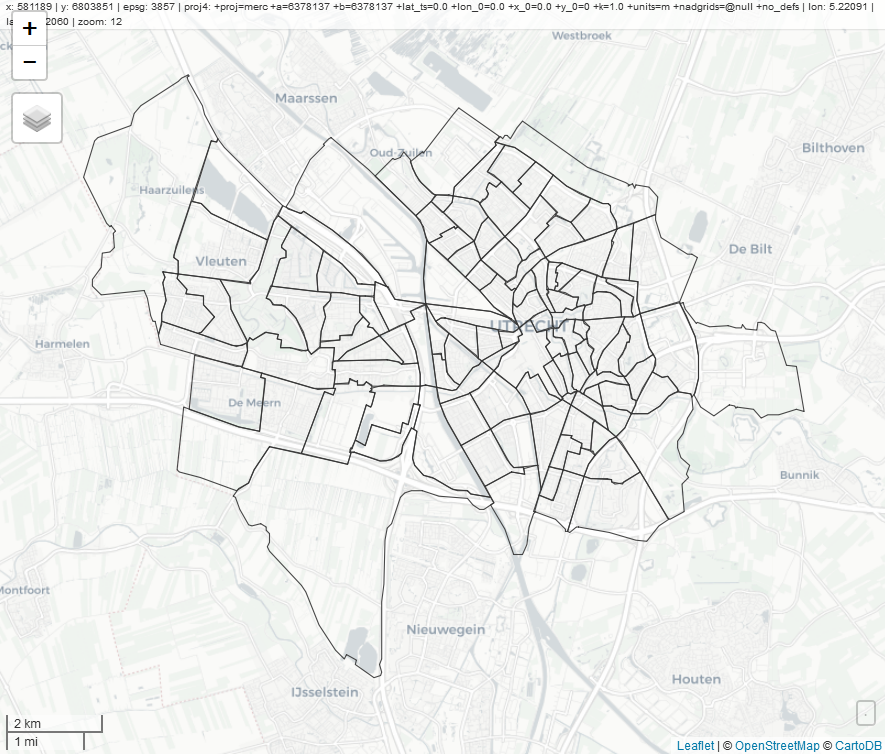 x: 581189 | y: 6803851 | epsg: 3857 | proj4: +proj=merc +a=6378137 +b=6378137 +lat_ts=0.0 +lon_0=0.0 +x_0=0.0 +y_0=0 +k=1.0 +units=m +nadgrids=@null +no_defs | lon: 5.22091 |
2060 | zoom: 12
+
−
Westbroek
Maarssen
Bilthoven
Oud-Zuilen
Haarzuilens
De Bilt
Vleuten
UTRECHT
Harmelen
De Meern
Bunnik
Montfoort
Nieuwegein
Houten
IJsselstein
2 km
1 mi
Leaflet | © OpenStreetMap © CartoDB